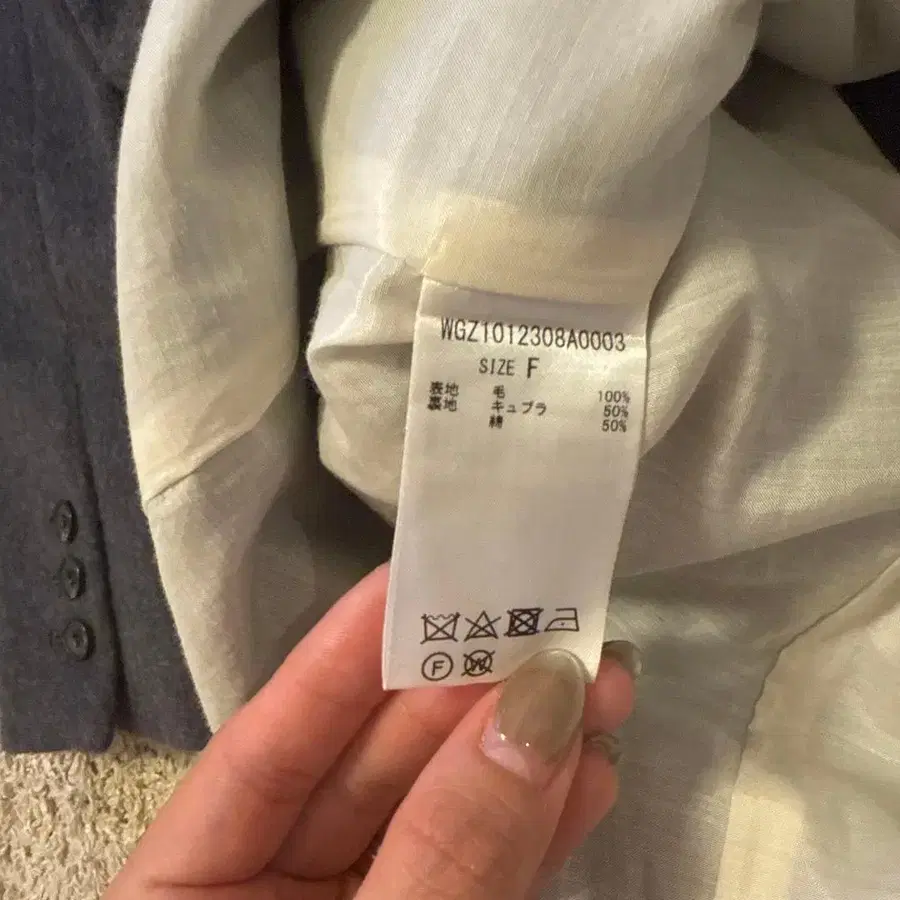 WGZ1012308A0003
SIZE F
表地 毛 100%
裏地 キュプラ 50%
綿 50%
F
W